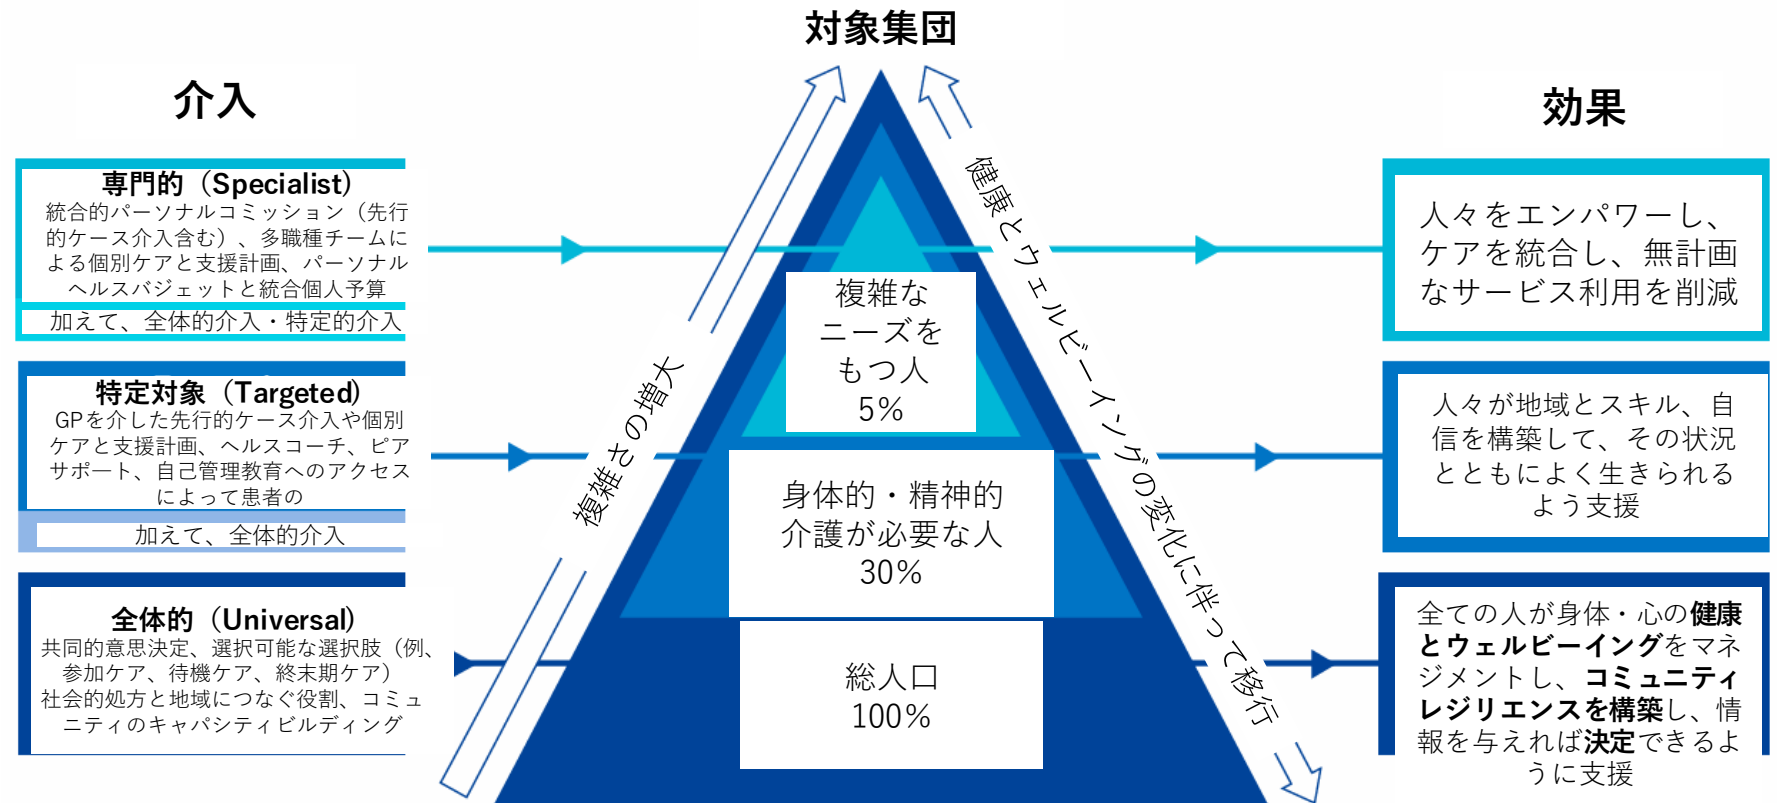 対象集団
介入
専門的（Specialist）
統合的パーソナルコミッション（先行
的ケース介入含む）、多職種チームに
よる個別ケアと支援計画、パーソナル
ヘルスバジェットと統合個人予算
加えて、全体的介入・特定的介入
特定対象（Targeted）
GPを介した先行的ケース介入や個別
ケアと支援計画、ヘルスコーチ、ピア
サポート、自己管理教育へのアクセス
によって患者の
加えて、全体的介入
全体的（Universal）
共同的意思決定、選択可能な選択肢（例、
参加ケア、待機ケア、終末期ケア）
社会的処方と地域につなぐ役割、コミュ
ニティのキャパシティビルディング
複雑さの増大
複雑な
ニーズを
もつ人
5%
身体的・精神的
介護が必要な人
30%
総人口
100%
健康とウェルビーイングの変化に伴って移行
効果
人々をエンパワーし、
ケアを統合し、無計画
なサービス利用を削減
人々が地域とスキル、自
信を構築して、その状況
とともによく生きられる
よう支援
全ての人が身体・心の健康
とウェルビーイングをマネ
ジメントし、コミュニティ
レジリエンスを構築し、情
報を与えれば決定できるよ
うに支援